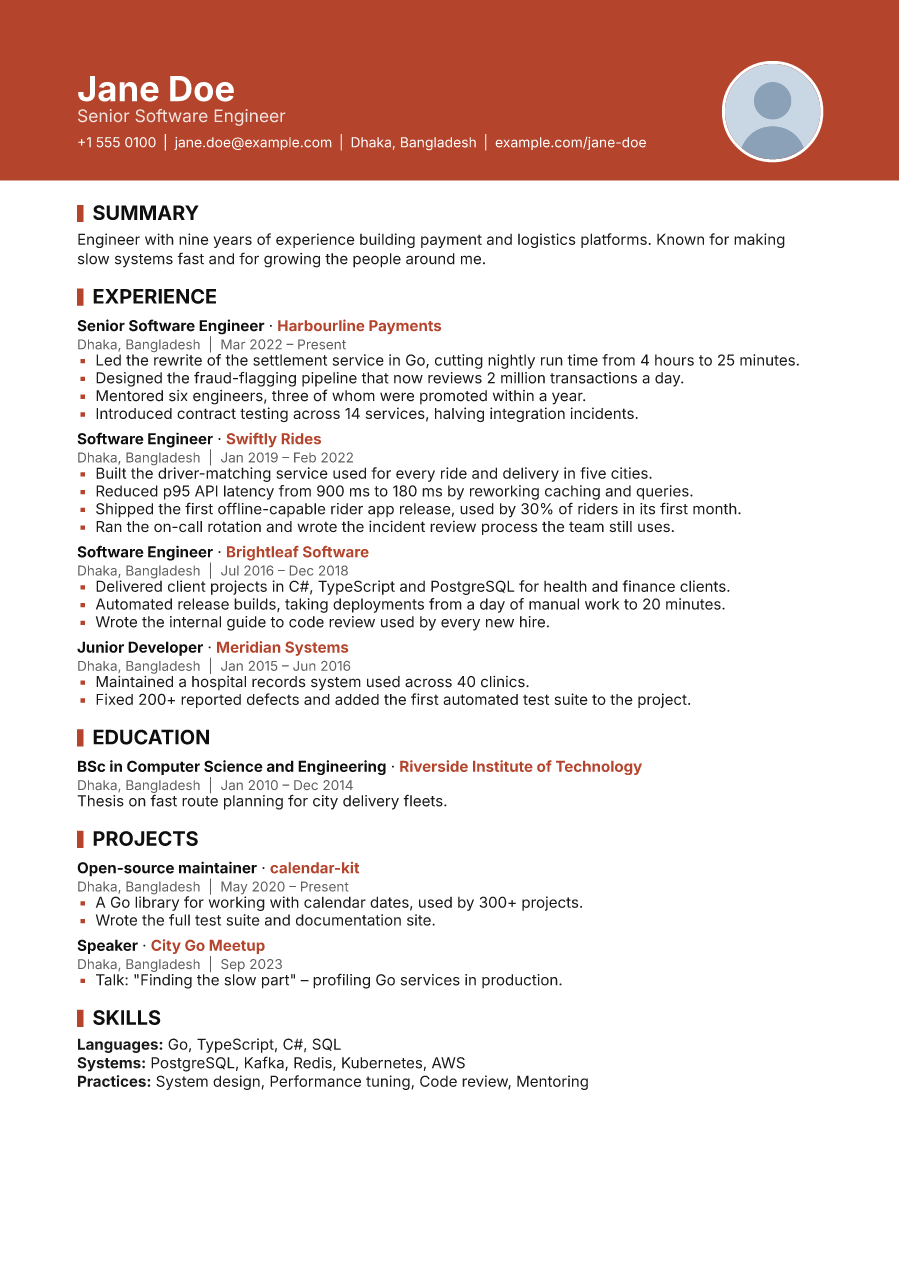 Jane Doe
Senior Software Engineer
+1 555 0100 | jane.doe@example.com | Dhaka, Bangladesh | example.com/jane-doe
SUMMARY
Engineer with nine years of experience building payment and logistics platforms. Known for making
slow systems fast and for growing the people around me.
EXPERIENCE
Senior Software Engineer · Harbourline Payments
Dhaka, Bangladesh | Mar 2022 – Present
▪ Led the rewrite of the settlement service in Go, cutting nightly run time from 4 hours to 25 minutes.
▪ Designed the fraud-flagging pipeline that now reviews 2 million transactions a day.
▪ Mentored six engineers, three of whom were promoted within a year.
▪ Introduced contract testing across 14 services, halving integration incidents.
Software Engineer · Swiftly Rides
Dhaka, Bangladesh | Jan 2019 – Feb 2022
▪ Built the driver-matching service used for every ride and delivery in five cities.
▪ Reduced p95 API latency from 900 ms to 180 ms by reworking caching and queries.
▪ Shipped the first offline-capable rider app release, used by 30% of riders in its first month.
▪ Ran the on-call rotation and wrote the incident review process the team still uses.
Software Engineer · Brightleaf Software
Dhaka, Bangladesh | Jul 2016 – Dec 2018
▪ Delivered client projects in C#, TypeScript and PostgreSQL for health and finance clients.
▪ Automated release builds, taking deployments from a day of manual work to 20 minutes.
▪ Wrote the internal guide to code review used by every new hire.
Junior Developer · Meridian Systems
Dhaka, Bangladesh | Jan 2015 – Jun 2016
▪ Maintained a hospital records system used across 40 clinics.
▪ Fixed 200+ reported defects and added the first automated test suite to the project.
EDUCATION
BSc in Computer Science and Engineering · Riverside Institute of Technology
Dhaka, Bangladesh | Jan 2010 – Dec 2014
Thesis on fast route planning for city delivery fleets.
PROJECTS
Open-source maintainer · calendar-kit
Dhaka, Bangladesh | May 2020 – Present
▪ A Go library for working with calendar dates, used by 300+ projects.
▪ Wrote the full test suite and documentation site.
Speaker · City Go Meetup
Dhaka, Bangladesh | Sep 2023
▪ Talk: "Finding the slow part" – profiling Go services in production.
SKILLS
Languages: Go, TypeScript, C#, SQL
Systems: PostgreSQL, Kafka, Redis, Kubernetes, AWS
Practices: System design, Performance tuning, Code review, Mentoring